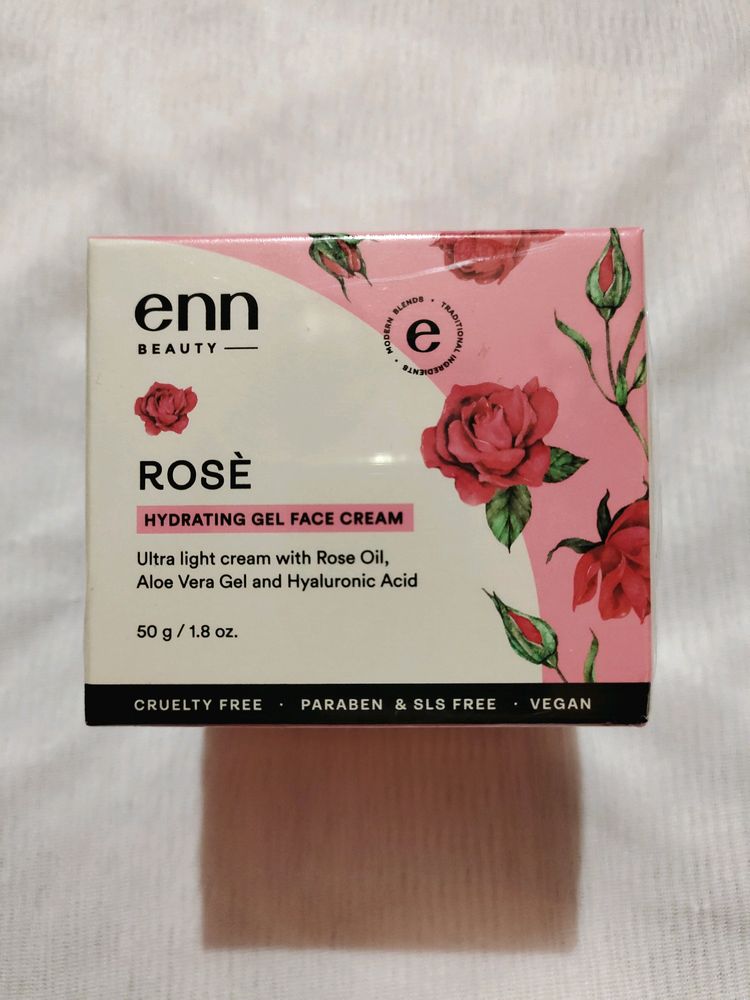 enn
BEAUTY
MODERN BLENDS • TRADITIONAL INGREDIENTS •
e
ROSÈ
HYDRATING GEL FACE CREAM
Ultra light cream with Rose Oil,
Aloe Vera Gel and Hyaluronic Acid
50 g / 1.8 oz.
CRUELTY FREE · PARABEN & SLS FREE · VEGAN